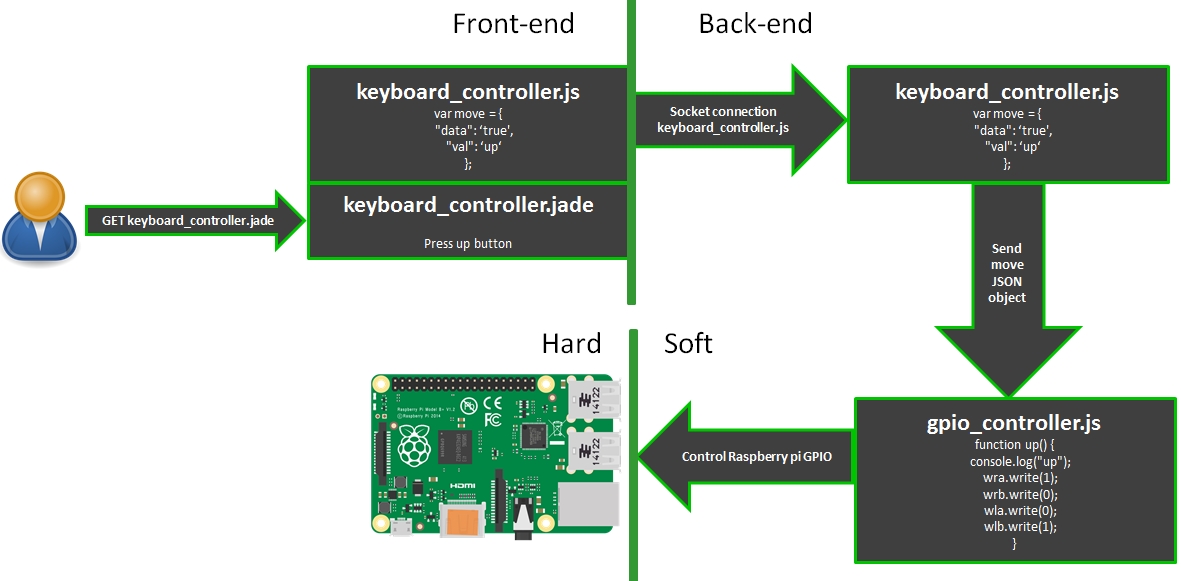 Front-end
Back-end
keyboard_controller.js
var move = {
"data": ‘true',
"val": ‘up‘
};
Socket connection
keyboard_controller.js
keyboard_controller.js
var move = {
"data": ‘true',
"val": ‘up‘
};
GET keyboard_controller.jade
keyboard_controller.jade
Press up button
Send
move
JSON
object
Hard
Soft
Raspberry Pi Model B+ V1.2
©Raspberry Pi 2014
CE
FC
14122
14122
HDMI
Control Raspberry pi GPIO
gpio_controller.js
function up() {
console.log("up");
wra.write(1);
wrb.write(0);
wla.write(0);
wlb.write(1);
}